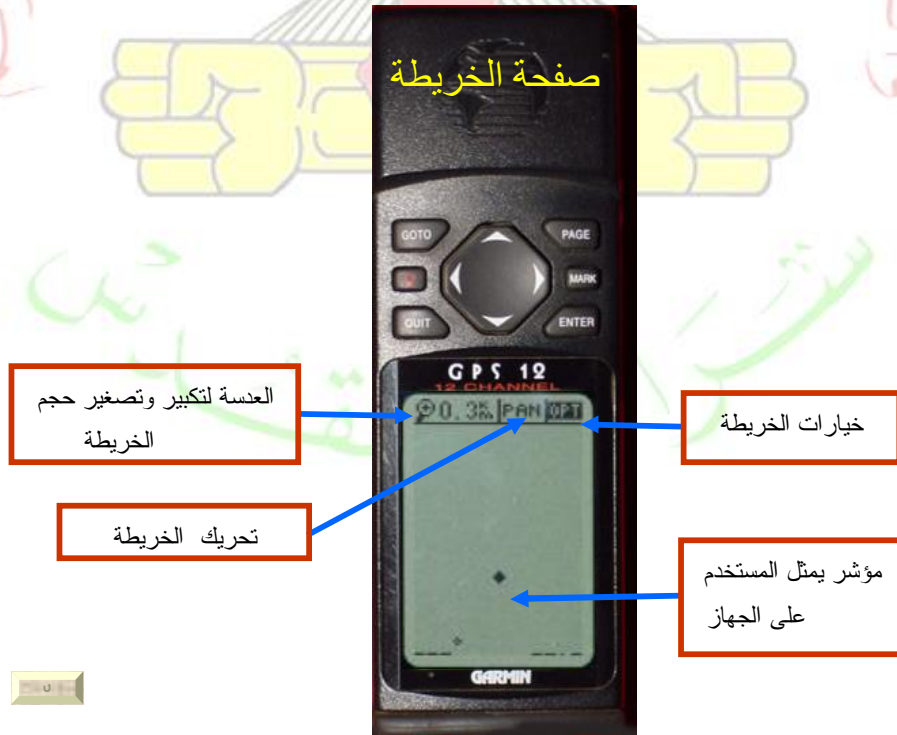 صفحة الخريطة
GOTO
PAGE
MARK
QUIT
ENTER
GPS 12
12 CHANNEL
العدسة لتكبير وتصغير حجم
الخريطة
0.3 PAN OPT
خيارات الخريطة
تحريك الخريطة
مؤشر يمثل المستخدم
على الجهاز
GARMIN